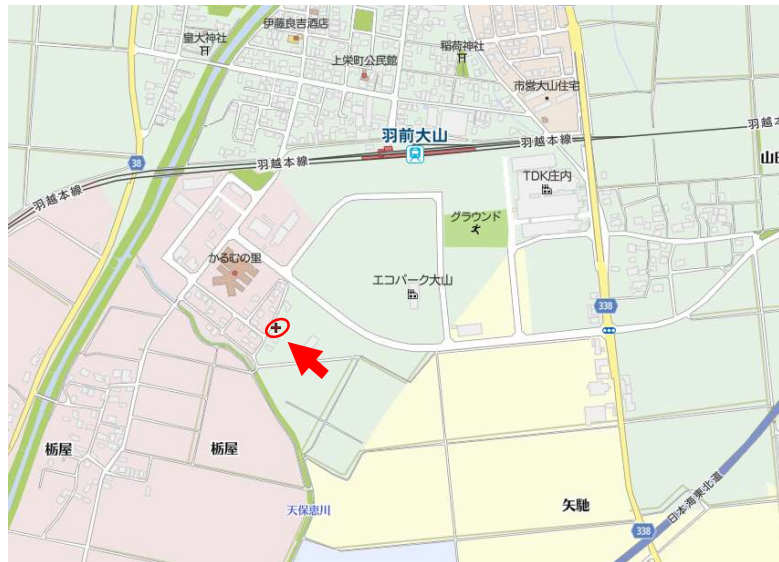 伊藤良吉酒店
皇大神社
稲荷神社
上栄町公民館
市営大山住宅
羽前大山
羽越本線
羽越本線
羽越本
38
羽越本線
山田
TDK庄内
グラウンド
かるむの里
エコパーク大山
338
栃屋
栃屋
矢馳
天保恵川
日本海東北道
338